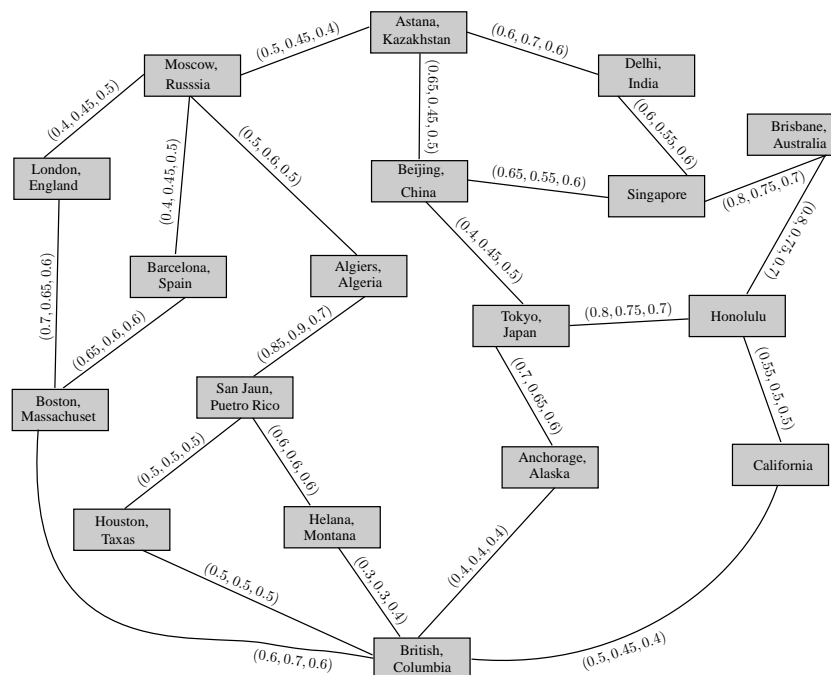 Astana,
Kazakhstan
(0.5, 0.45, 0.4)
(0.6, 0.7, 0.6)
Moscow,
Russsia
Delhi,
India
(0.4, 0.45, 0.5)
(0.65, 0.45, 0.5)
(0.6, 0.55, 0.6)
Brisbane,
Australia
(0.4, 0.45, 0.5)
(0.5, 0.6, 0.5)
London,
England
Beijing,
China
(0.65, 0.55, 0.6)
Singapore
(0.8, 0.75, 0.7)
(0.8, 0.75, 0.7)
(0.7, 0.65, 0.6)
Barcelona,
Spain
Algiers,
Algeria
(0.4, 0.45, 0.5)
(0.65, 0.6, 0.6)
(0.85, 0.9, 0.7)
Tokyo,
Japan
(0.8, 0.75, 0.7)
Honolulu
(0.7, 0.65, 0.6)
(0.55, 0.5, 0.5)
Boston,
Massachuset
San Jaun,
Puetro Rico
(0.5, 0.5, 0.5)
(0.6, 0.6, 0.6)
Anchorage,
Alaska
California
Houston,
Taxas
Helana,
Montana
(0.5, 0.5, 0.5)
(0.3, 0.3, 0.4)
(0.4, 0.4, 0.4)
(0.6, 0.7, 0.6)
British,
Columbia
(0.5, 0.45, 0.4)